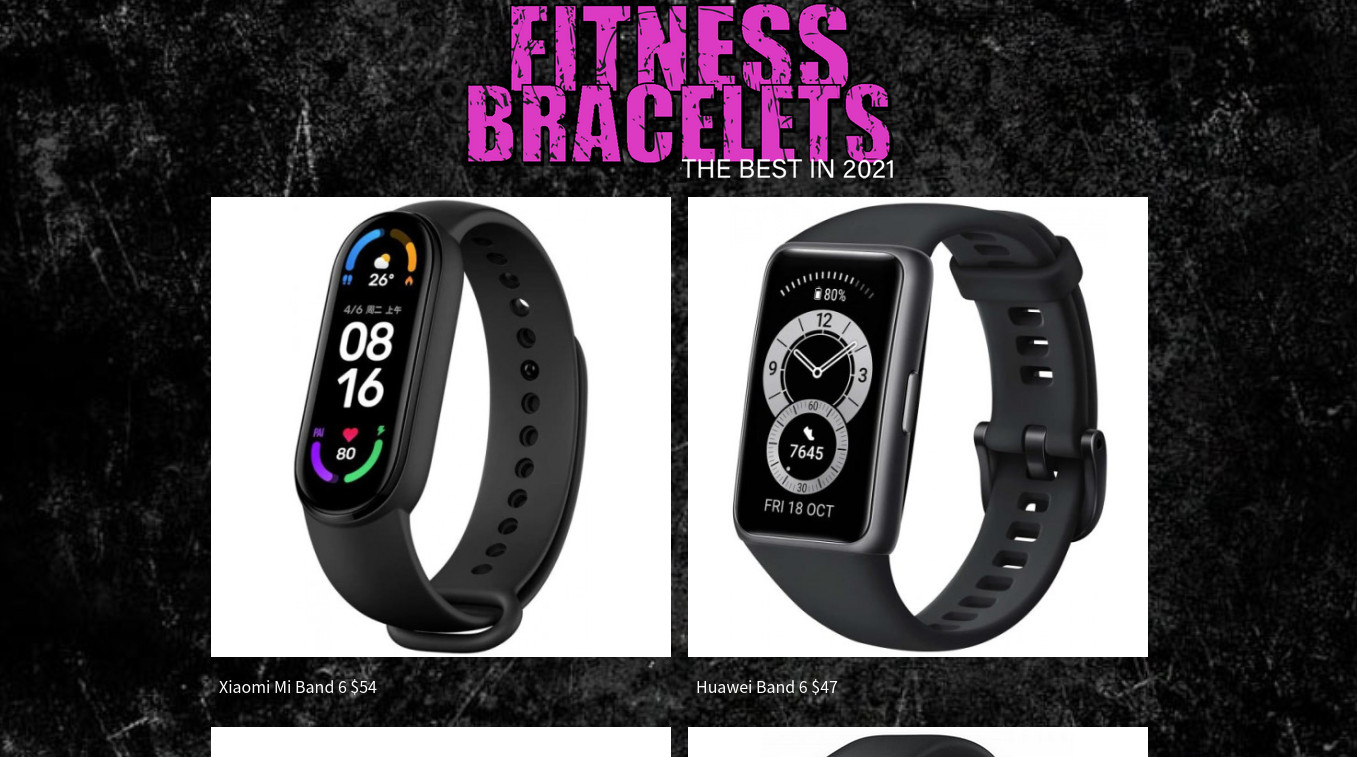 FITNESS
BRACELETS
THE BEST IN 2021
26°
4/6 周二 上午
08
16
PAI
80
80%
12
9
3
60
7645
30
FRI 18 OCT
Xiaomi Mi Band 6 $54
Huawei Band 6 $47